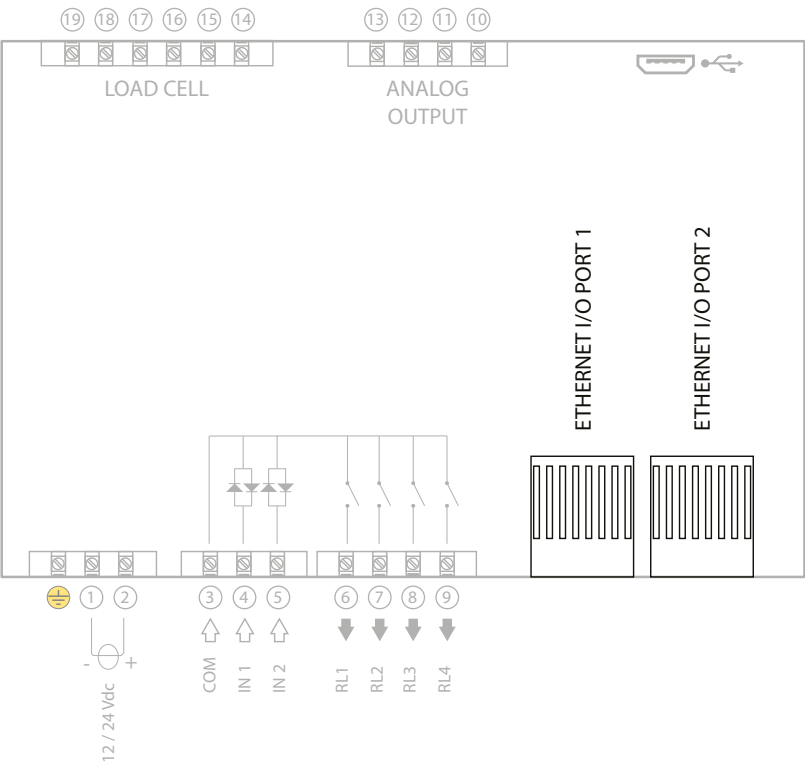 19 18 17 16 15 14 13 12 11 10
LOAD CELL
ANALOG
OUTPUT
ETHERNET I/O PORT 1
ETHERNET I/O PORT 2
1 2 3 4 5 6 7 8 9
- +
12 / 24 Vdc
COM
IN 1
IN 2
RL1
RL2
RL3
RL4